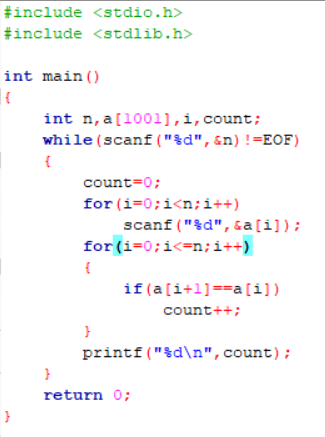 #include <stdio.h>
#include <stdlib.h>
int main()
{
int n,a[1001],i,count;
while(scanf("%d",&n)!=EOF)
{
count=0;
for(i=0;i<n;i++)
scanf("%d",&a[i]);
for(i=0;i<=n;i++)
{
if(a[i+1]==a[i])
count++;
}
printf("%d\n",count);
}
return 0;
}